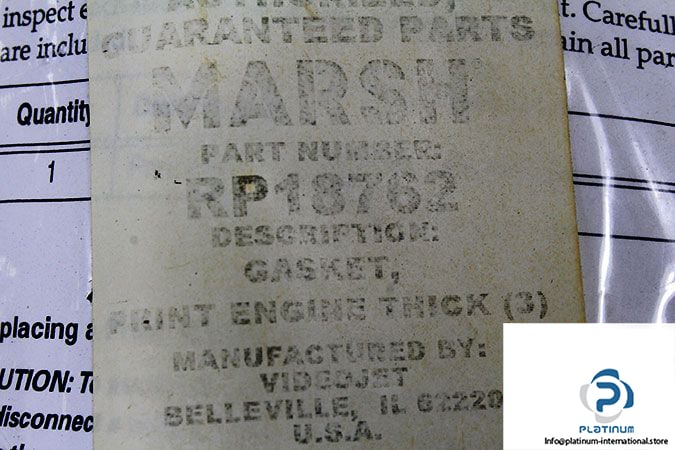 inspect
are inclu
Quantity
1
placing a
UTION: T
disconnec
AUTHORIZED,
GUARANTEED PARTS
MARSH®
PART NUMBER:
RP18762
DESCRIPTION:
GASKET,
PRINT ENGINE THICK (3)
MANUFACTURED BY:
VIDEOJET
BELLEVILLE, IL 62220
U.S.A.
t. Carefull
ain all par
PLATINUM
Info@platinum-international.store